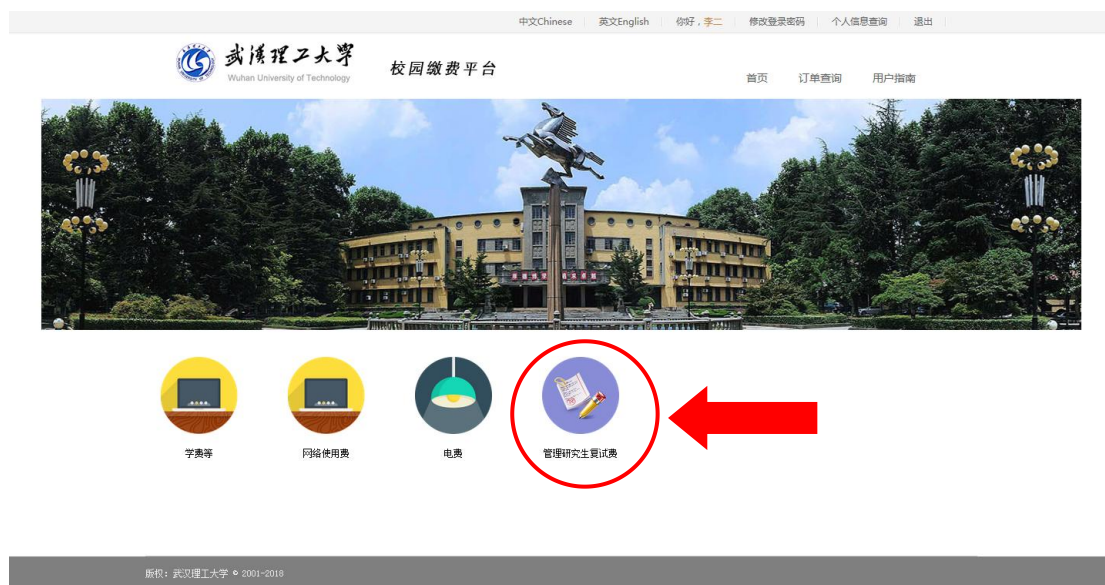 中文Chinese 英文English 你好，李二 修改登录密码 个人信息查询 退出
武汉理工大学
Wuhan University of Technology
校园缴费平台
首页 订单查询 用户指南
学费等 网络使用费 电费 管理研究生复试费
版权：武汉理工大学 © 2001-2018